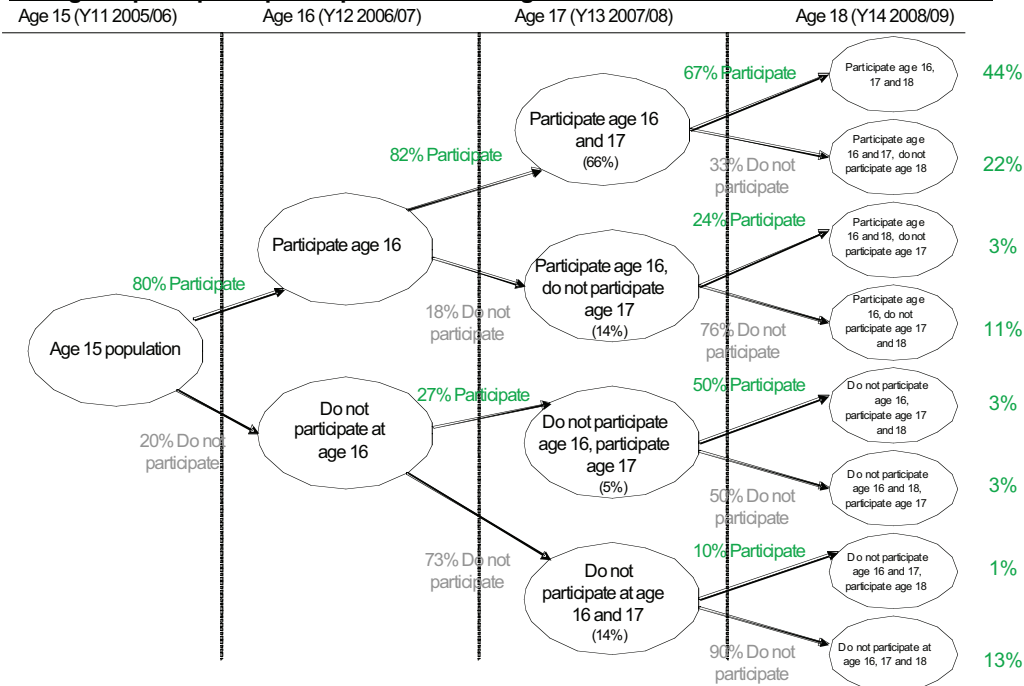 Age 15 (Y11 2005/06)
Age 16 (Y12 2006/07)
Age 17 (Y13 2007/08)
Age 18 (Y14 2008/09)
Age 15 population
80% Participate
20% Do not
participate
Participate age 16
Do not
participate at
age 16
82% Participate
18% Do not
participate
27% Participate
73% Do not
participate
Participate age 16
and 17
(66%)
Participate age 16,
do not participate
age 17
(14%)
Do not participate
age 16, participate
age 17
(5%)
Do not
participate at age
16 and 17
(14%)
67% Participate
33% Do not
participate
24% Participate
76% Do not
participate
50% Participate
50% Do not
participate
10% Participate
90% Do not
participate
Participate age 16,
17 and 18
44%
Participate age
16 and 17, do not
participate age 18
22%
Participate age
16 and 18, do not
participate age 17
3%
Participate age
16, do not
participate age 17
and 18
11%
Do not participate
age 16,
participate age 17
and 18
3%
Do not participate
age 16 and 18,
participate age 17
3%
Do not participate
age 16 and 17,
participate age 18
1%
Do not participate at
age 16, 17 and 18
13%